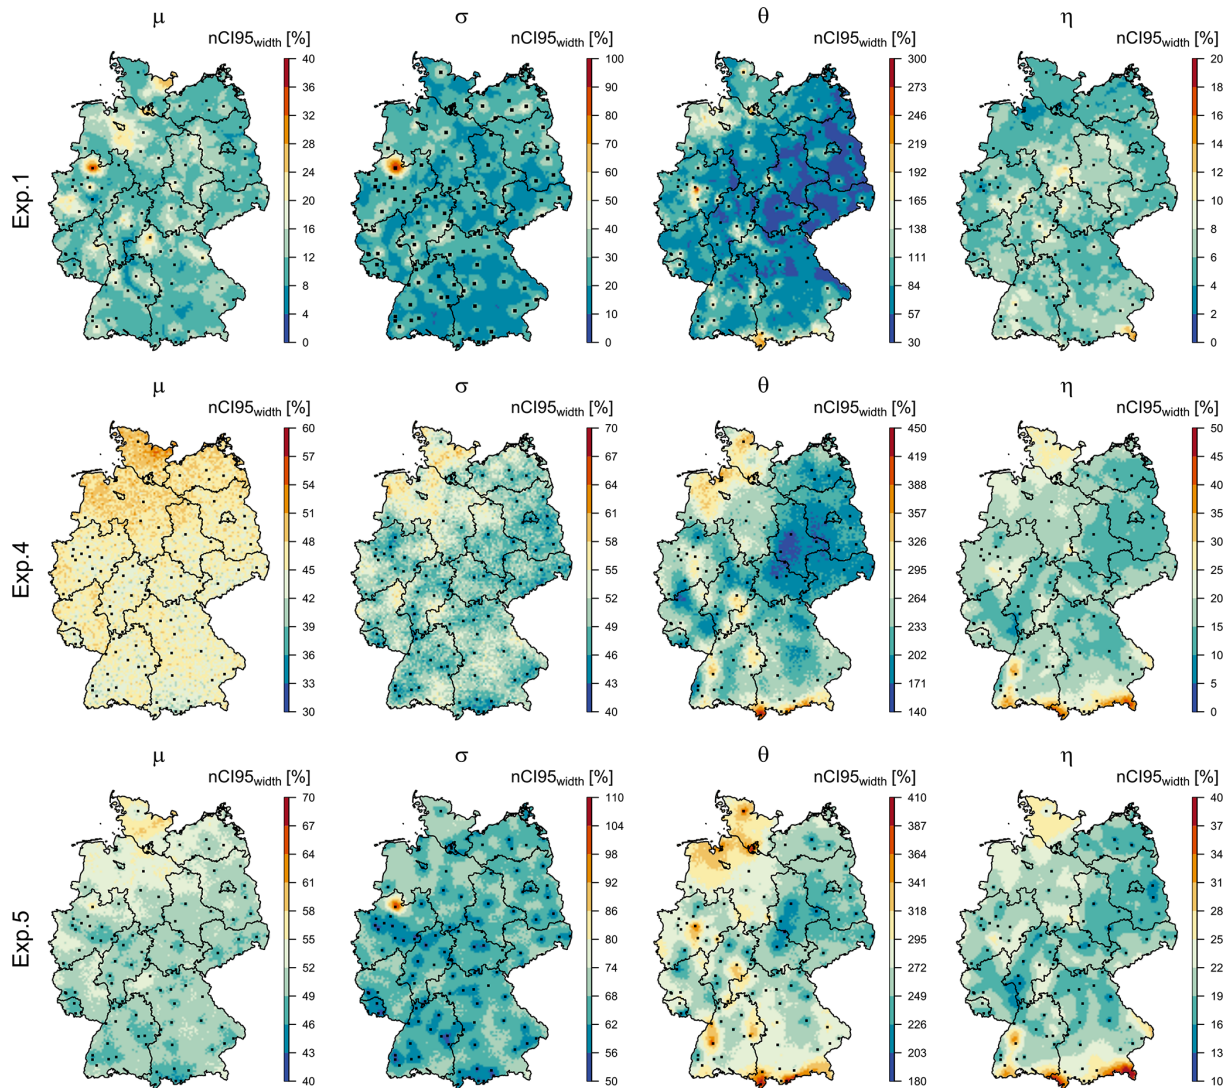 μ σ θ η
nCI95width [%] nCI95width [%] nCI95width [%] nCI95width [%]
Exp.1
40 100 300 20
36 90 273 18
32 80 246 16
28 70 219 14
24 60 192 12
20 50 165 10
16 40 138 8
12 30 111 6
8 20 84 4
4 10 57 2
0 0 30 0
μ σ θ η
nCI95width [%] nCI95width [%] nCI95width [%] nCI95width [%]
Exp.4
60 70 450 50
57 67 419 45
54 64 388 40
51 61 357 35
48 58 326 30
45 55 295 25
42 52 264 20
39 49 233 15
36 46 202 10
33 43 171 5
30 40 140 0
μ σ θ η
nCI95width [%] nCI95width [%] nCI95width [%] nCI95width [%]
Exp.5
70 110 410 40
67 104 387 37
64 98 364 34
61 92 341 31
58 86 318 28
55 80 295 25
52 74 272 22
49 68 249 19
46 62 226 16
43 56 203 13
40 50 180 10